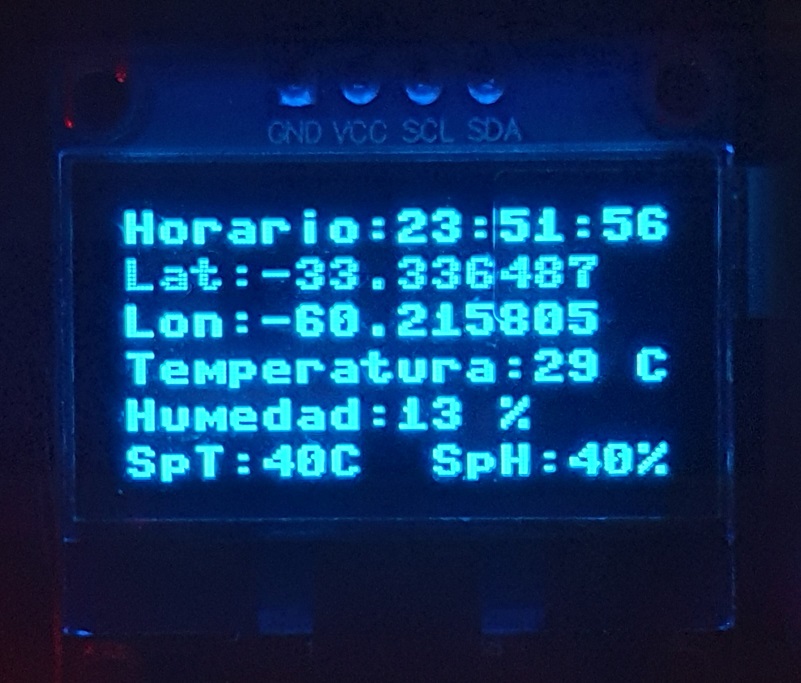 GND VCC SCL SDA
Horario:23:51:56
Lat:-33.336487
Lon:-60.215805
Temperatura:29 C
Humedad:13 %
SpT:40C SpH:40%